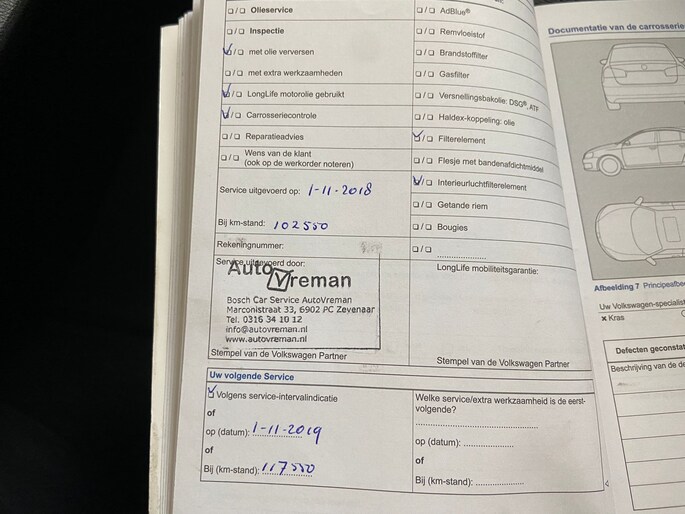 ❏/❏ Olieservice
❏/❏ Inspectie
☑/❏ met olie verversen
❏/❏ met extra werkzaamheden
☑/❏ LongLife motorolie gebruikt
☑/❏ Carrosseriecontrole
❏/❏ Reparatieadvies
❏/❏ Wens van de klant
(ook op de werkorder noteren)
Service uitgevoerd op: 1-11-2018
Bij km-stand: 102550
Rekeningnummer:
Service uitgevoerd door:
Auto Vreman
Bosch Car Service AutoVreman
Marconistraat 33, 6902 PC Zevenaar
Tel. 0316 34 10 12
info@autovreman.nl
www.autovreman.nl
Stempel van de Volkswagen Partner
❏/❏ AdBlue®
❏/❏ Remvloeistof
❏/❏ Brandstoffilter
❏/❏ Gasfilter
❏/❏ Versnellingsbakolie: DSG®, ATF
❏/❏ Haldex-koppeling: olie
☑/❏ Filterelement
❏/❏ Flesje met bandenafdichtmiddel
☑/❏ Interieurluchtfilterelement
❏/❏ Getande riem
❏/❏ Bougies
❏/❏ ....................
LongLife mobiliteitsgarantie:
Stempel van de Volkswagen Partner
Uw volgende Service
☑ Volgens service-intervalindicatie
of
op (datum): 1-11-2019
of
Bij (km-stand): 117550
Welke service/extra werkzaamheid is de eerst-
volgende?
....................
op (datum): ....................
of
Bij (km-stand): ....................
Documentatie van de carrosserie
Afbeelding 7 Principeafbe
Uw Volkswagen-specialist
× Kras
Defecten geconstat
Beschrijving van de de